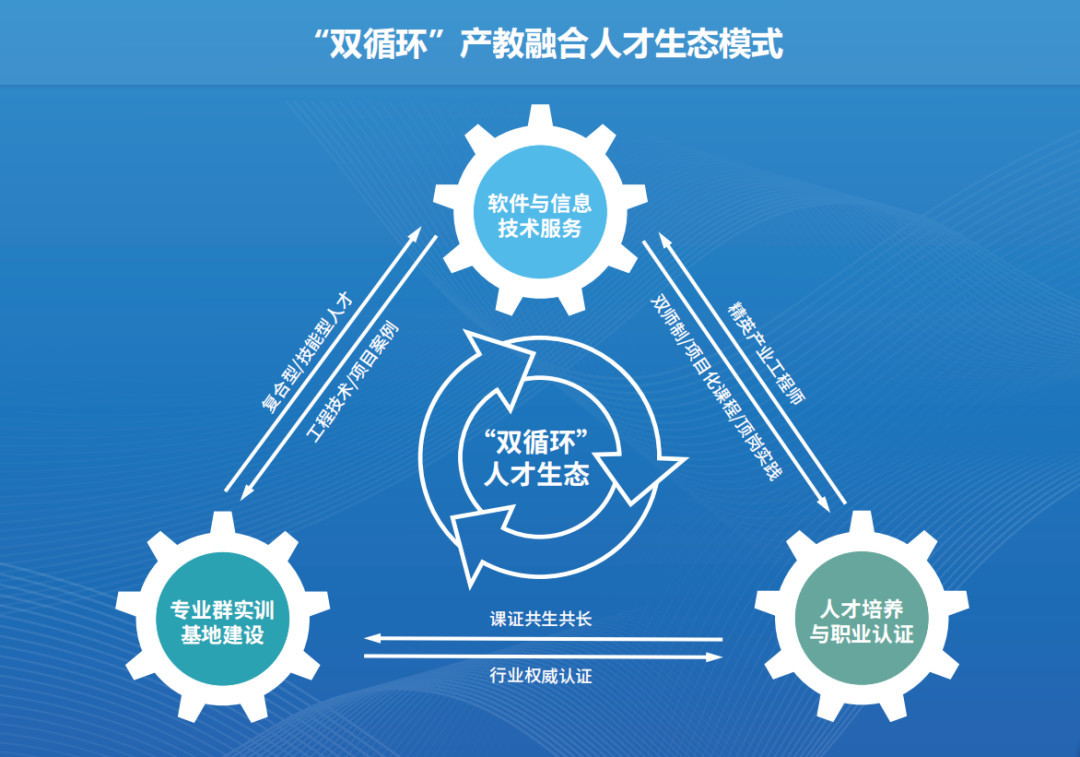 “双循环”产教融合人才生态模式
软件与信息
技术服务
复合型/技能型人才
工程技术/项目案例
精英产业工程师
双师制/项目化课程/顶岗实践
“双循环”
人才生态
专业群实训
基地建设
课证共生共长
行业权威认证
人才培养
与职业认证